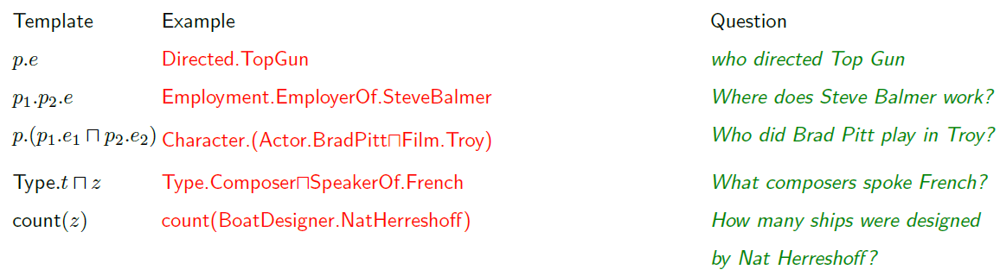 Template Example Question
p.e Directed.TopGun who directed Top Gun
p₁.p₂.e Employment.EmployerOf.SteveBalmer Where does Steve Balmer work?
p.(p₁.e₁ ⊓ p₂.e₂) Character.(Actor.BradPitt⊓Film.Troy) Who did Brad Pitt play in Troy?
Type.t ⊓ z Type.Composer⊓SpeakerOf.French What composers spoke French?
count(z) count(BoatDesigner.NatHerreshoff) How many ships were designed
by Nat Herreshoff?